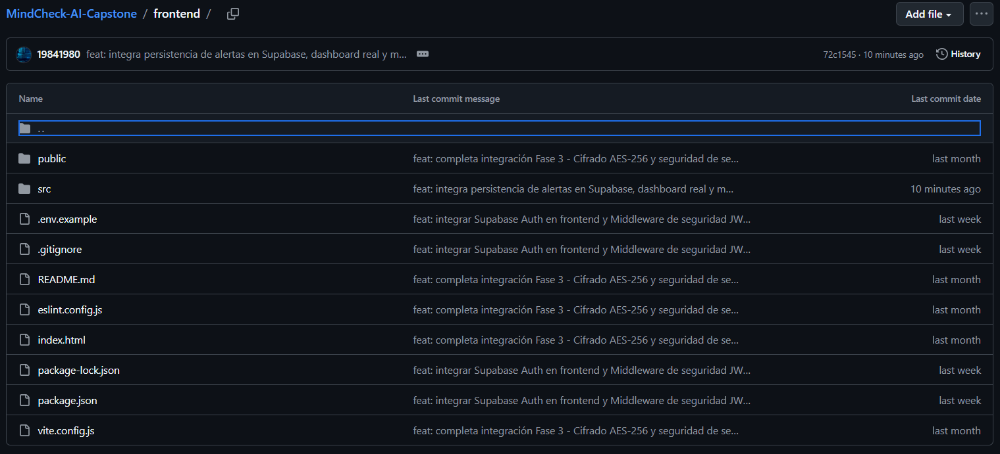 MindCheck-AI-Capstone / frontend /
Add file
19841980 feat: integra persistencia de alertas en Supabase, dashboard real y m...
72c1545 · 10 minutes ago History
Name Last commit message Last commit date
..
public feat: completa integración Fase 3 - Cifrado AES-256 y seguridad de se... last month
src feat: integra persistencia de alertas en Supabase, dashboard real y m... 10 minutes ago
.env.example feat: integrar Supabase Auth en frontend y Middleware de seguridad JW... last week
.gitignore feat: integrar Supabase Auth en frontend y Middleware de seguridad JW... last week
README.md feat: completa integración Fase 3 - Cifrado AES-256 y seguridad de se... last month
eslint.config.js feat: completa integración Fase 3 - Cifrado AES-256 y seguridad de se... last month
index.html feat: completa integración Fase 3 - Cifrado AES-256 y seguridad de se... last month
package-lock.json feat: integrar Supabase Auth en frontend y Middleware de seguridad JW... last week
package.json feat: integrar Supabase Auth en frontend y Middleware de seguridad JW... last week
vite.config.js feat: completa integración Fase 3 - Cifrado AES-256 y seguridad de se... last month